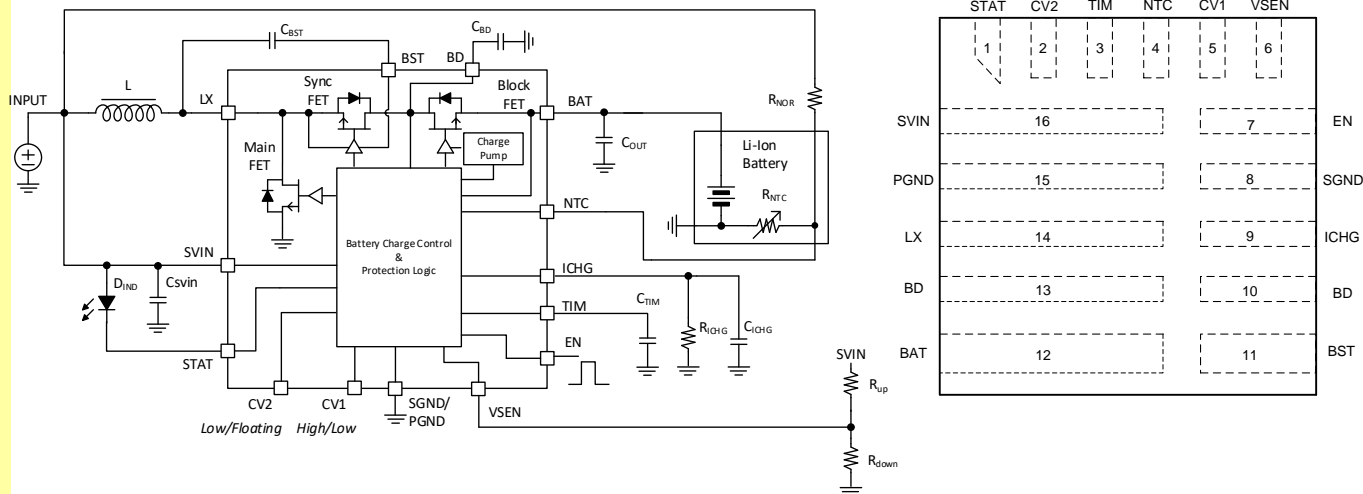 STAT CV2 TIM NTC CV1 VSEN
1 2 3 4 5 6
SVIN 16 7 EN
PGND 15 8 SGND
LX 14 9 ICHG
BD 13 10 BD
BAT 12 11 BST
CBST
CBD
BST BD
L
INPUT
LX
Sync
FET
Block
FET
BAT
RNOR
Charge
Pump
COUT
Main
FET
Li-Ion
Battery
RNTC
NTC
Battery Charge Control
&
Protection Logic
SVIN
DIND
Csvin
ICHG
TIM
CTIM
RICHG
CICHG
EN
STAT
SVIN
Rup
CV2 CV1 SGND/
PGND
VSEN
Low/Floating High/Low
Rdown